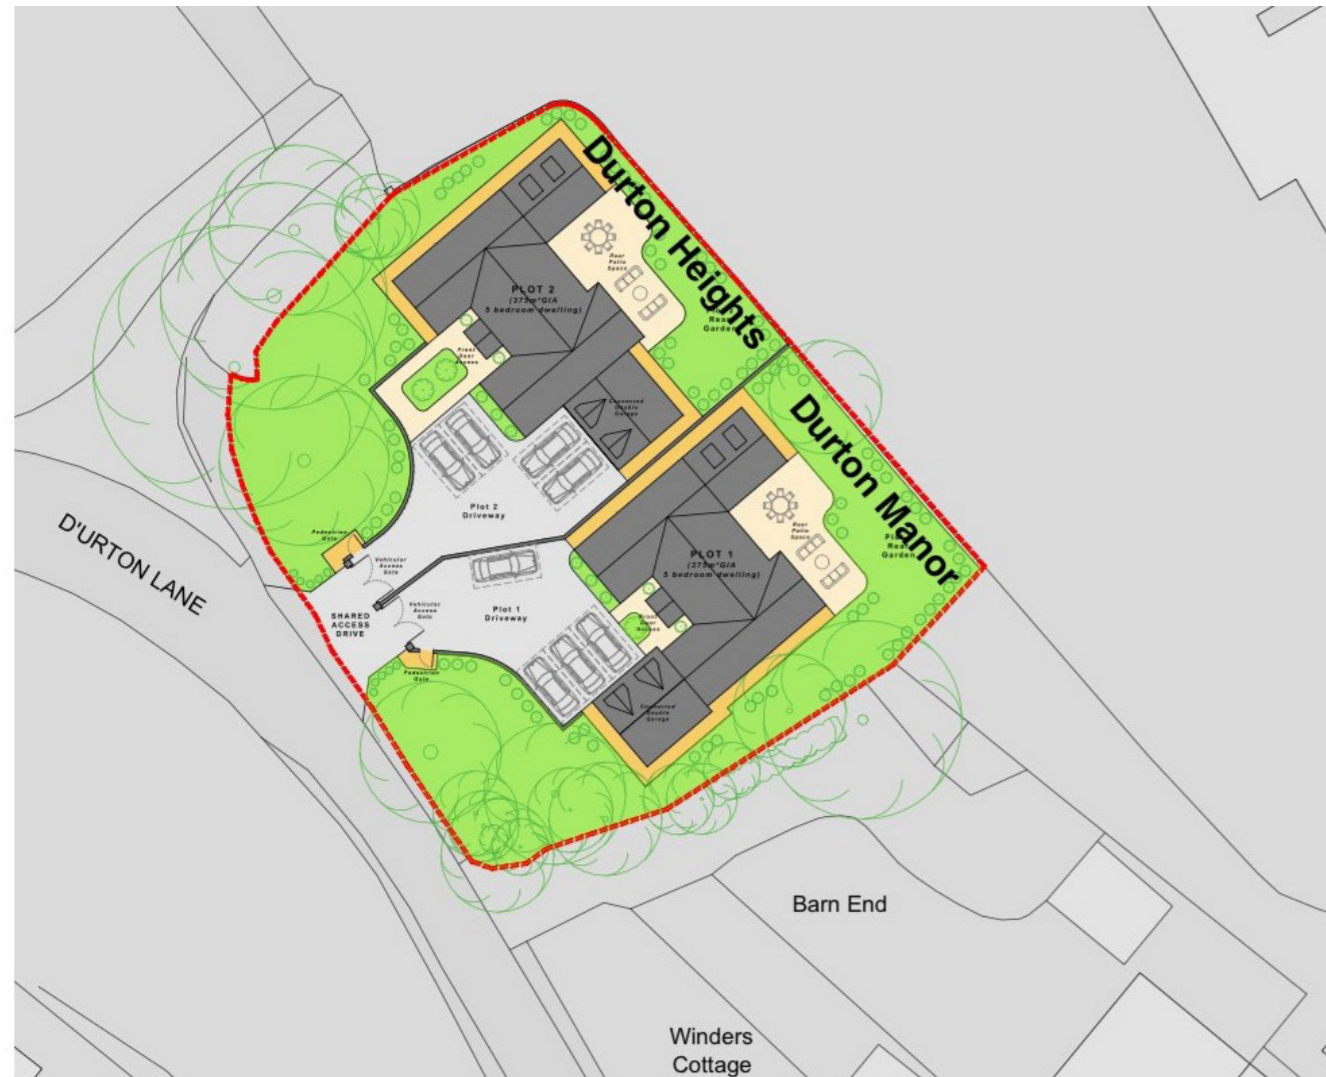 Durton Heights
Rear
Patio
Space
PLOT 2
(375m²GIA
5 bedroom dwelling)
Rear
Garden
Front
Door
Access
Connected
Double
Garage
Durton Manor
Plot 2
Driveway
Rear
Patio
Space
Rear
Garden
D'URTON LANE
Pedestrian
Gate
Vehicular
Access
Gate
PLOT 1
(375m²GIA
5 bedroom dwelling)
SHARED
ACCESS
DRIVE
Vehicular
Access
Gate
Plot 1
Driveway
Front
Door
Access
Pedestrian
Gate
Connected
Double
Garage
Barn End
Winders
Cottage